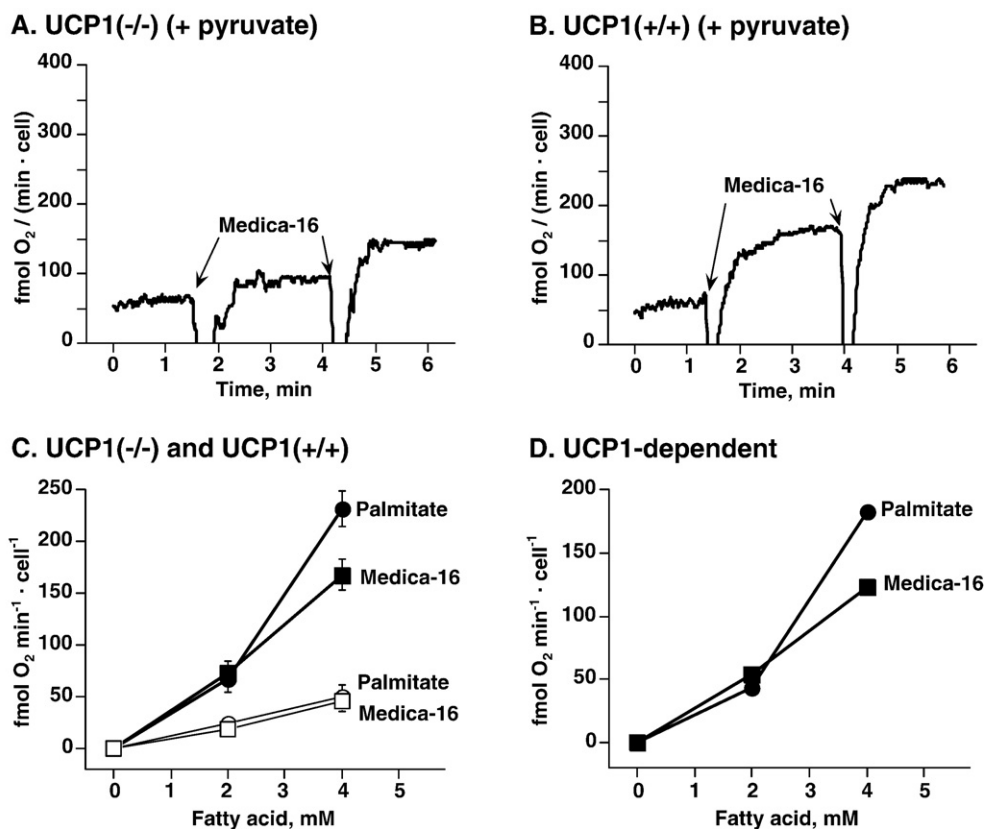 A. UCP1(-/-) (+ pyruvate)
fmol O₂ / (min · cell)
400
300
200
100
0
Medica-16
0 1 2 3 4 5 6
Time, min
B. UCP1(+/+) (+ pyruvate)
fmol O₂ / (min · cell)
400
300
200
100
0
Medica-16
0 1 2 3 4 5 6
Time, min
C. UCP1(-/-) and UCP1(+/+)
fmol O₂ min⁻¹ · cell⁻¹
250
200
150
100
50
0
Palmitate
Medica-16
Palmitate
Medica-16
0 1 2 3 4 5
Fatty acid, mM
D. UCP1-dependent
fmol O₂ min⁻¹ · cell⁻¹
200
150
100
50
0
Palmitate
Medica-16
0 1 2 3 4 5
Fatty acid, mM